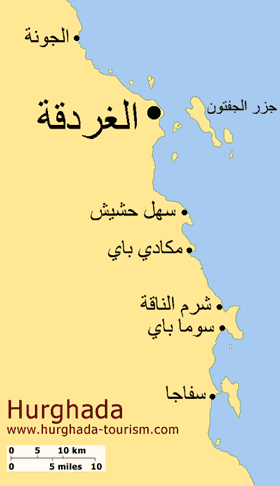 الجونة
جزر الجفتون
الغردقة
سهل حشيش
مكادي باي
شرم الناقة
سوما باي
سفاجا
Hurghada
www.hurghada-tourism.com
0 5 10 km
0 5 miles 10